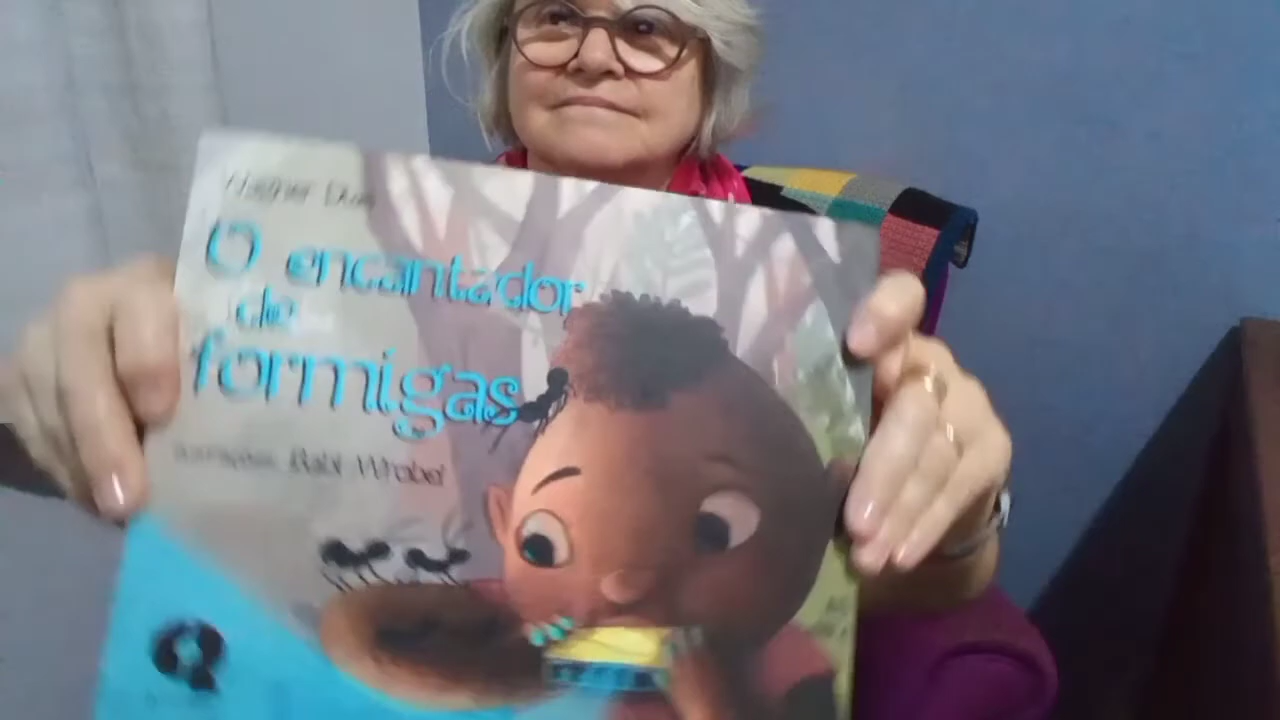 O encantador
de
formigas
Babi Wrobel